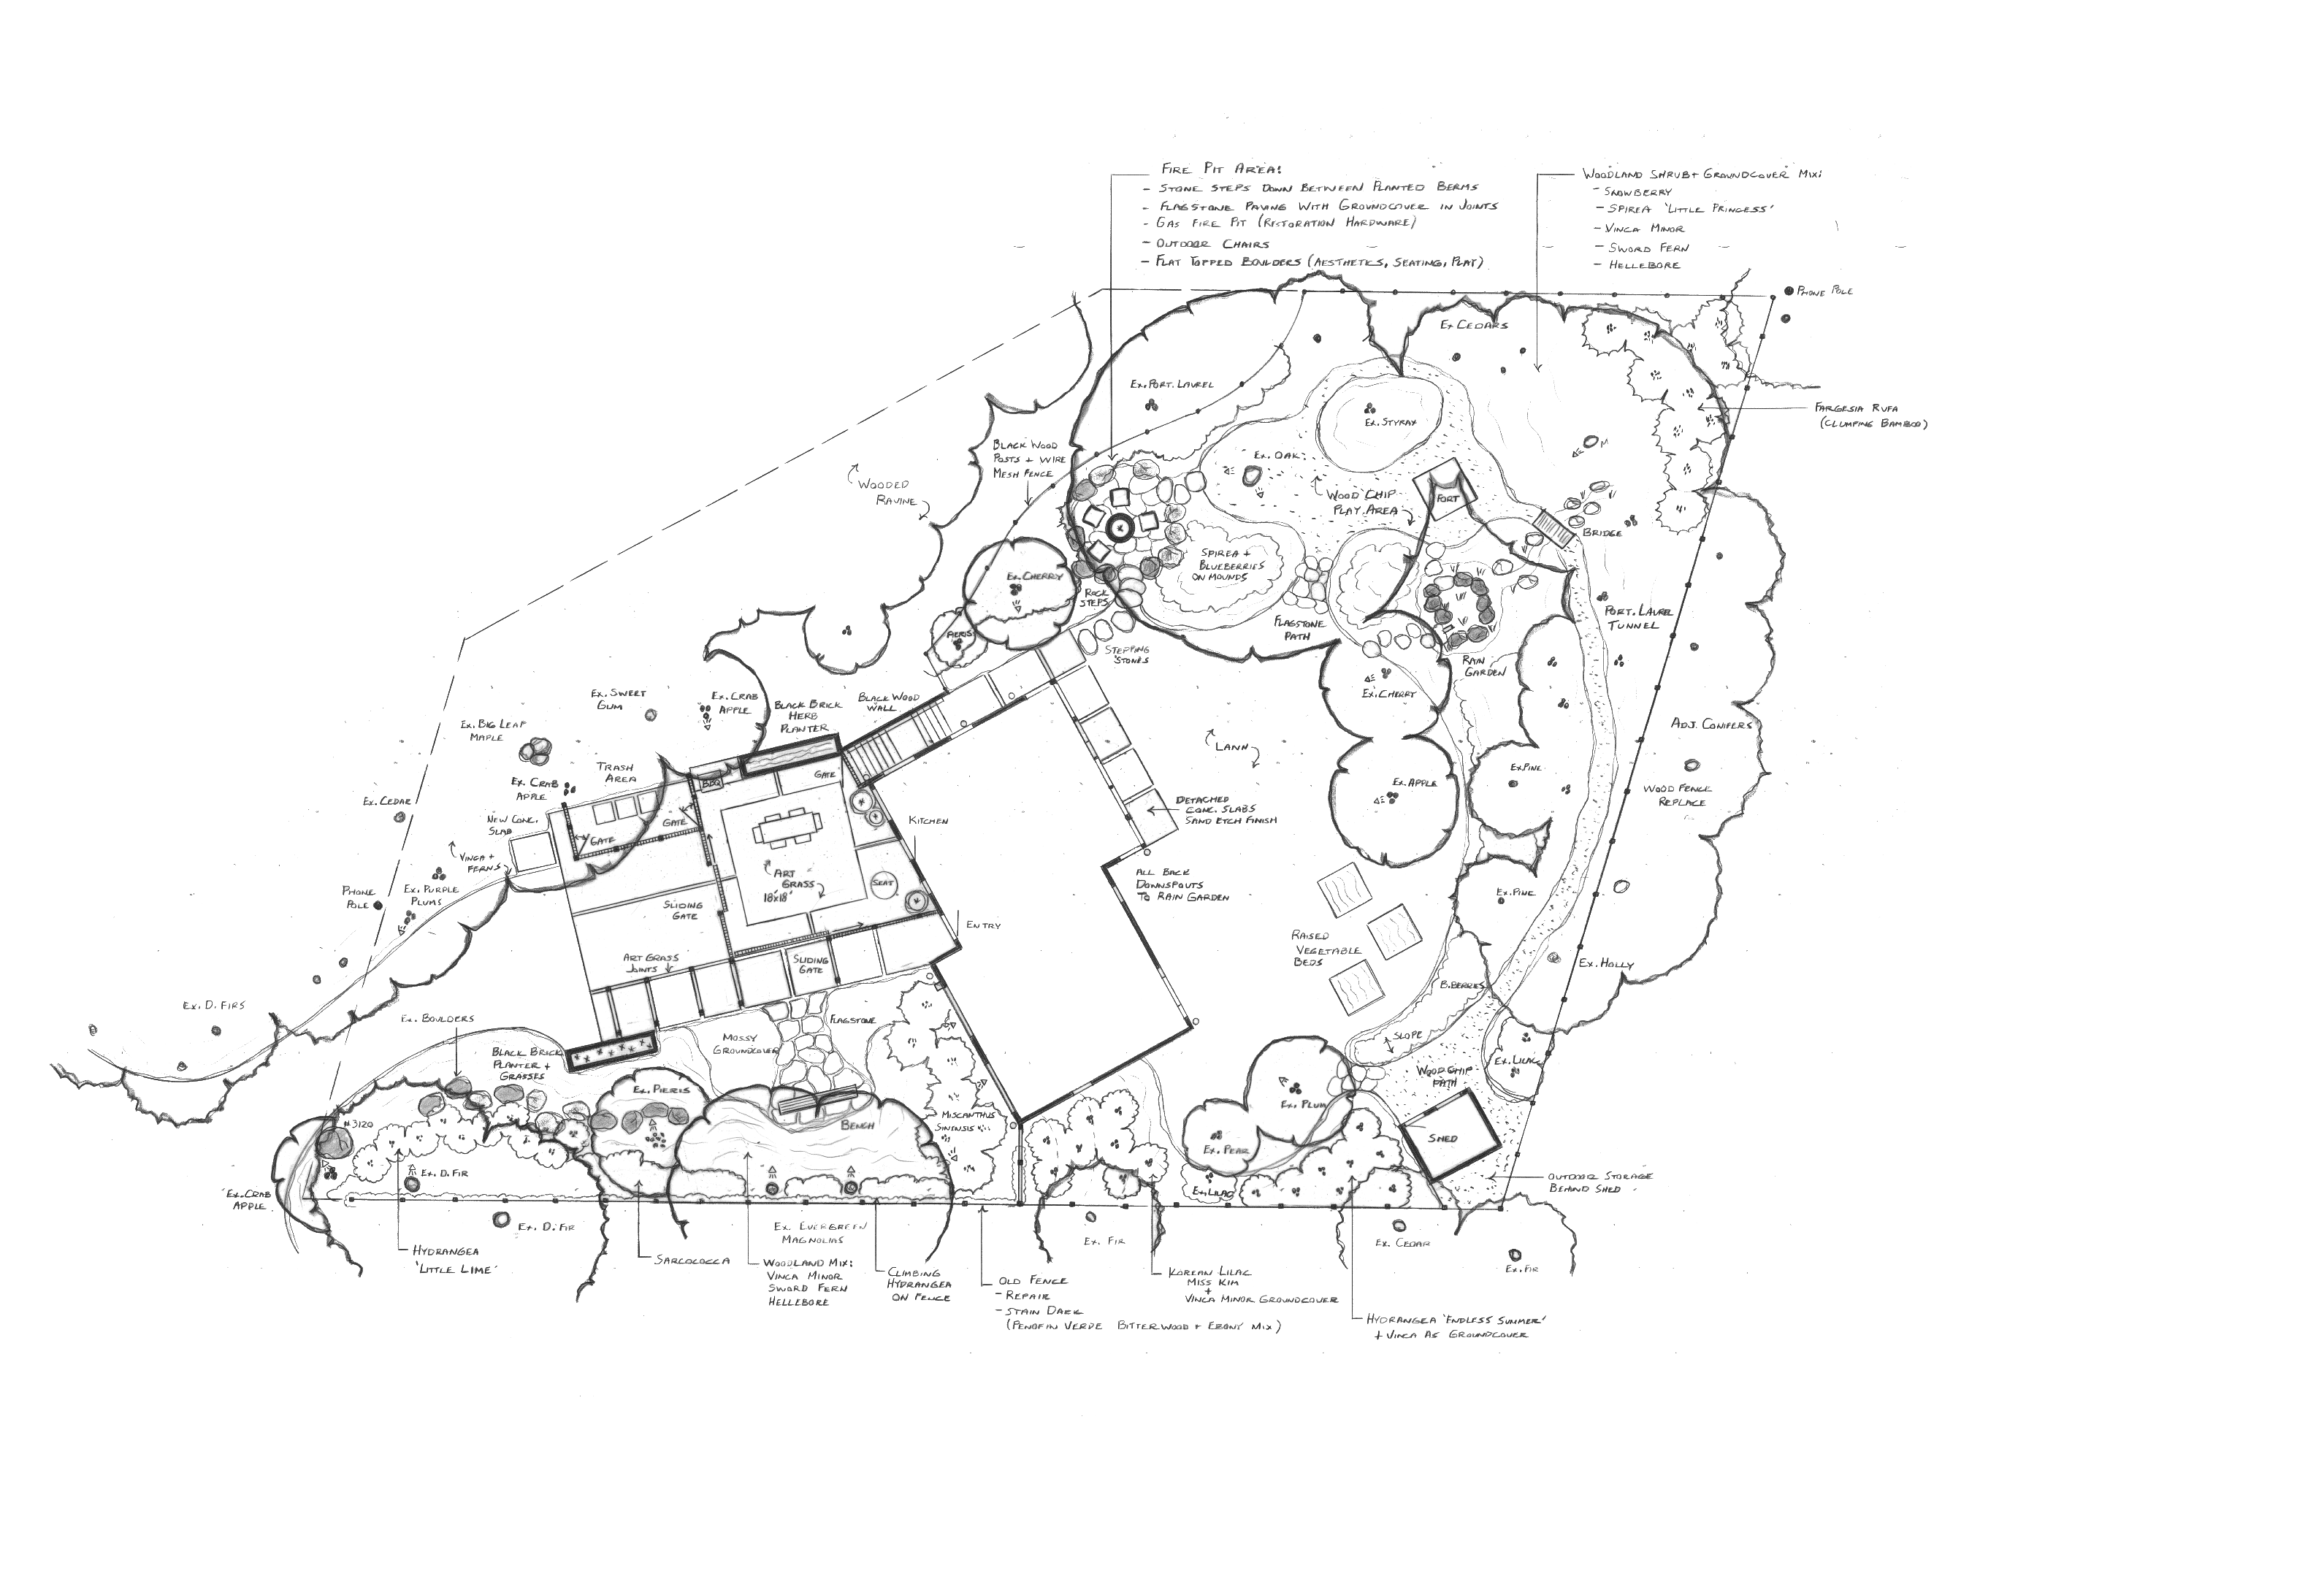 FIRE PIT AREA:
- STONE STEPS DOWN BETWEEN PLANTED BERMS
- FLAGSTONE PAVING WITH GROUNDCOVER IN JOINTS
- GAS FIRE PIT (RESTORATION HARDWARE)
- OUTDOOR CHAIRS
- FLAT TOPPED BOULDERS (AESTHETICS, SEATING, PLAY)
WOODLAND SHRUB + GROUNDCOVER MIX:
- SNOWBERRY
- SPIREA 'LITTLE PRINCESS'
- VINCA MINOR
- SWORD FERN
- HELLEBORE
PHONE POLE
EX CEDARS
EX. PORT. LAUREL
FARGESIA RUFA
(CLUMPING BAMBOO)
EX. STYRAX
BLACK WOOD
POSTS + WIRE
MESH FENCE
EX. OAK
WOODED
RAVINE
WOOD CHIP
PLAY AREA
FORT
BRIDGE
SPIREA +
BLUEBERRIES
ON MOUNDS
EX. CHERRY
ROCK
STEPS
FLAGSTONE
PATH
PORT. LAUREL
TUNNEL
STEPPING
STONES
RAIN
GARDEN
EX. CHERRY
EX. SWEET
GUM
EX. CRAB
APPLE
BLACK BRICK
HERB
PLANTER
BLACK WOOD
WALL
EX. BIG LEAF
MAPLE
ADJ. CONIFERS
LAWN
TRASH
AREA
BBQ
GATE
EX. PINE
EX. CRAB
APPLE
EX. APPLE
WOOD FENCE
REPLACE
EX. CEDAR
DETACHED
CONC. SLABS
SAND ETCH FINISH
NEW CONC.
SLAB
GATE
GATE
KITCHEN
VINCA +
FERNS
ART
GRASS
18'x18'
SEAT
ALL BACK
DOWNSPOUTS
TO RAIN GARDEN
PHONE
POLE
EX. PURPLE
PLUMS
SLIDING
GATE
EX. PINE
ENTRY
RAISED
VEGETABLE
BEDS
ART GRASS
JOINTS
SLIDING
GATE
EX. HOLLY
B. BERRIES
EX. D. FIRS
EX. BOULDERS
FLAGSTONE
MOSSY
GROUNDCOVER
SLOPE
BLACK BRICK
PLANTER +
GRASSES
EX. LILAC
WOOD CHIP
PATH
EX. PIERIS
EX. PLUM
MISCANTHUS
SINENSIS
BENCH
#3120
SHED
EX. PEAR
EX. D. FIR
OUTDOOR STORAGE
BEHIND SHED
EX. CRAB
APPLE
EX. LILAC
EX. D. FIR
EX. EVERGREEN
MAGNOLIAS
EX. FIR
EX. CEDAR
EX. FIR
HYDRANGEA
'LITTLE LIME'
SARCOCOCCA
WOODLAND MIX:
VINCA MINOR
SWORD FERN
HELLEBORE
CLIMBING
HYDRANGEA
ON FENCE
OLD FENCE
- REPAIR
- STAIN DARK
(PENOFIN VERDE BITTERWOOD + EBONY MIX)
KOREAN LILAC
MISS KIM
+
VINCA MINOR GROUNDCOVER
HYDRANGEA 'ENDLESS SUMMER'
+ VINCA AS GROUNDCOVER